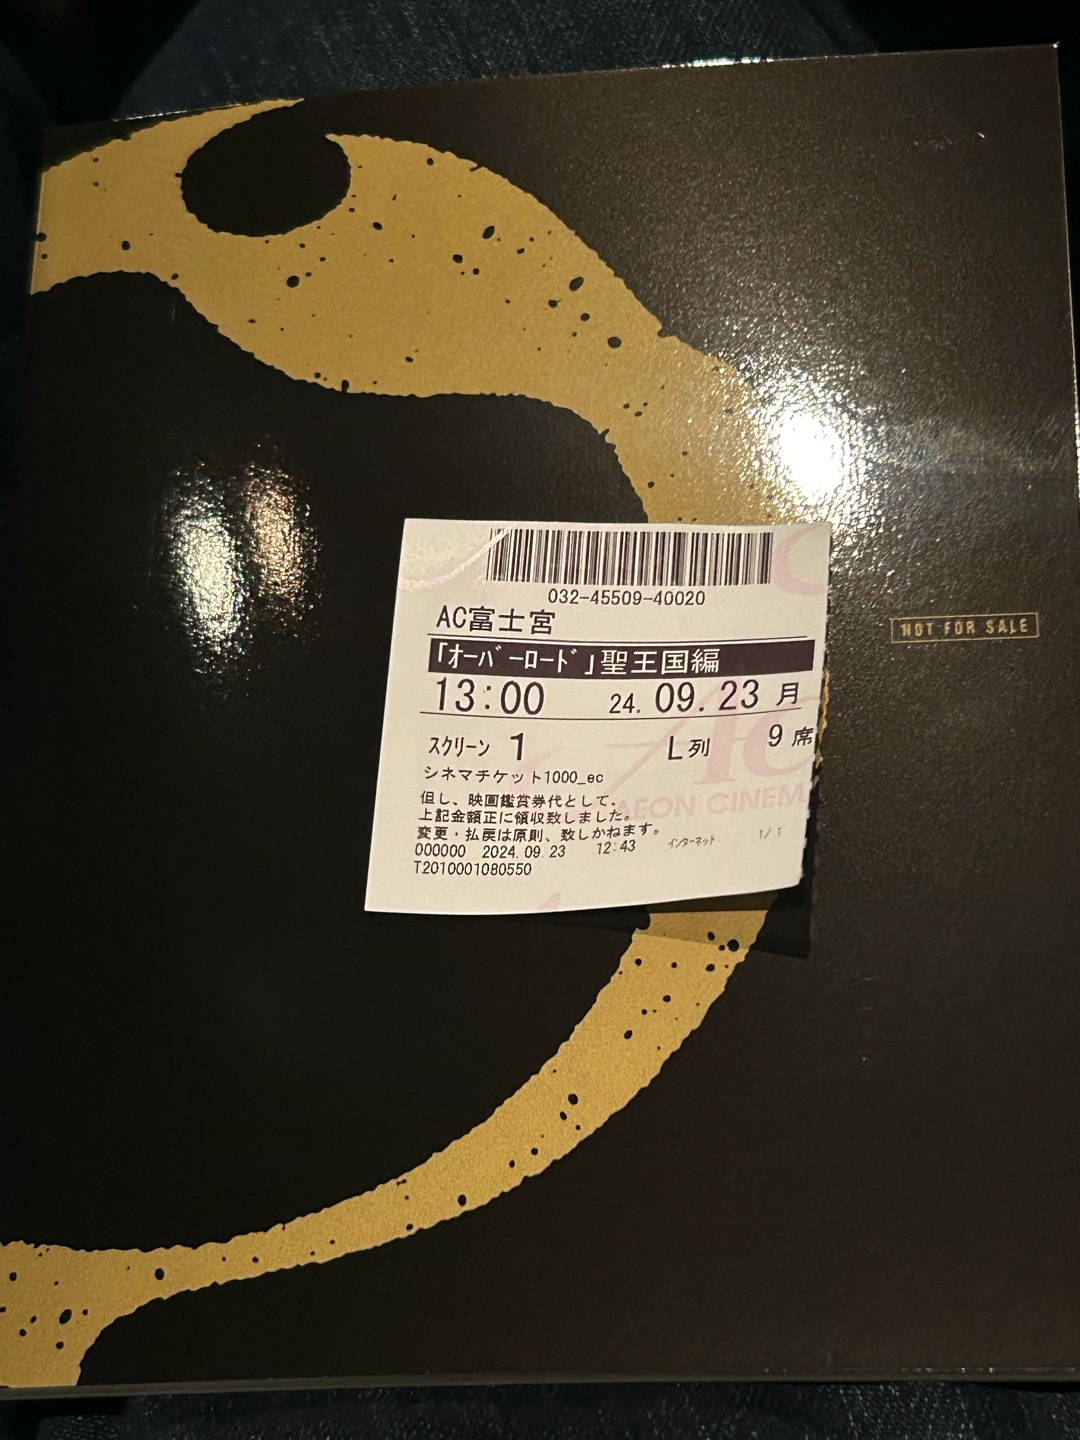 032-45509-40020
AC富士宮
｢ｵｰﾊﾞｰﾛｰﾄﾞ｣聖王国編
13:00 24.09.23 月
ｽｸﾘｰﾝ 1 L列 9席
シネマチケット1000_ec
但し、映画鑑賞券代として、
上記金額正に領収致しました。
変更・払戻は原則、致しかねます。
000000 2024.09.23 12:43 ｲﾝﾀｰﾈｯﾄ 1/1
T2010001080550
AEON CINEM
NOT FOR SALE